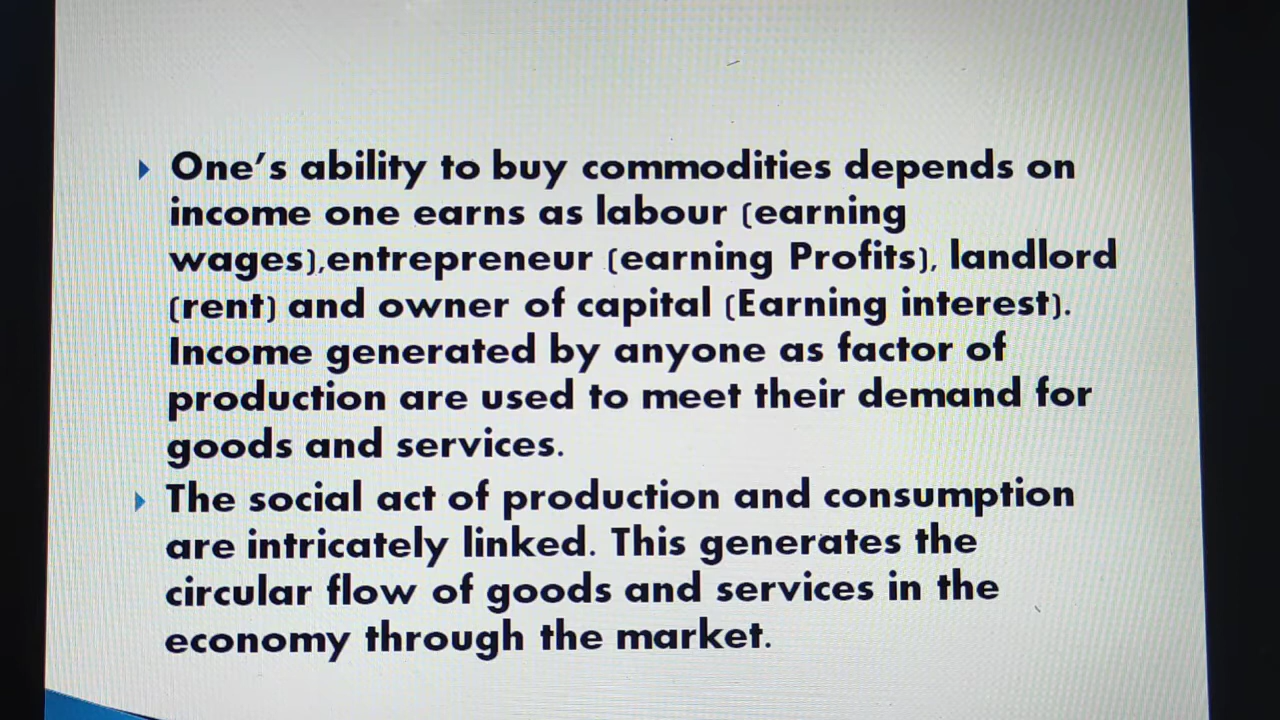 One's ability to buy commodities depends on
income one earns as labour (earning
wages),entrepreneur (earning Profits), landlord
(rent) and owner of capital (Earning interest).
Income generated by anyone as factor of
production are used to meet their demand for
goods and services.
The social act of production and consumption
are intricately linked. This generates the
circular flow of goods and services in the
economy through the market.